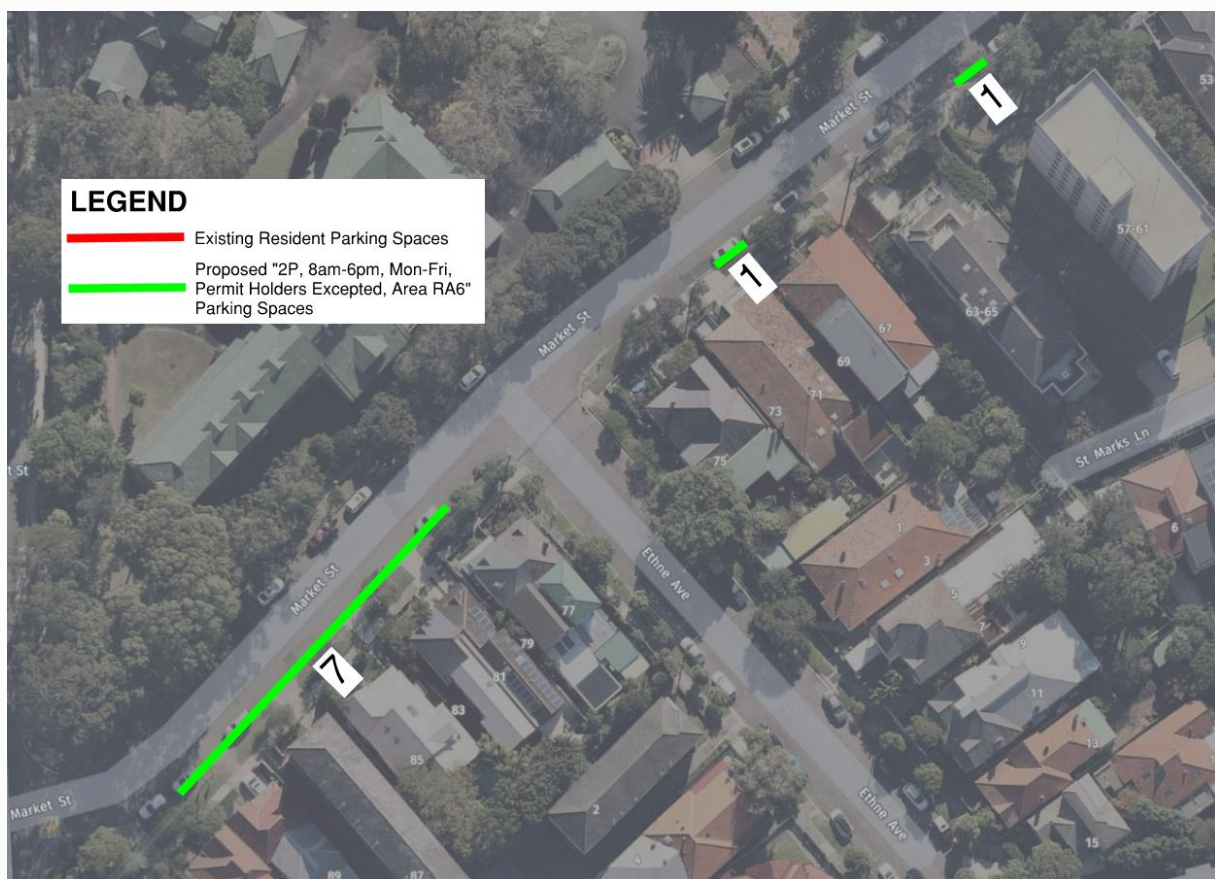 53
1
Market St
57-61
LEGEND
Existing Resident Parking Spaces
Proposed "2P, 8am-6pm, Mon-Fri,
Permit Holders Excepted, Area RA6"
Parking Spaces
1
63-65
Market St
67
69
71
73
75
St Marks Ln
t St
1
6
3
Ethne Ave
5
Market St
77
7
79
9
7
81
11
83
13
85
1
Market St
2
Ethne Ave
15
4
89
87